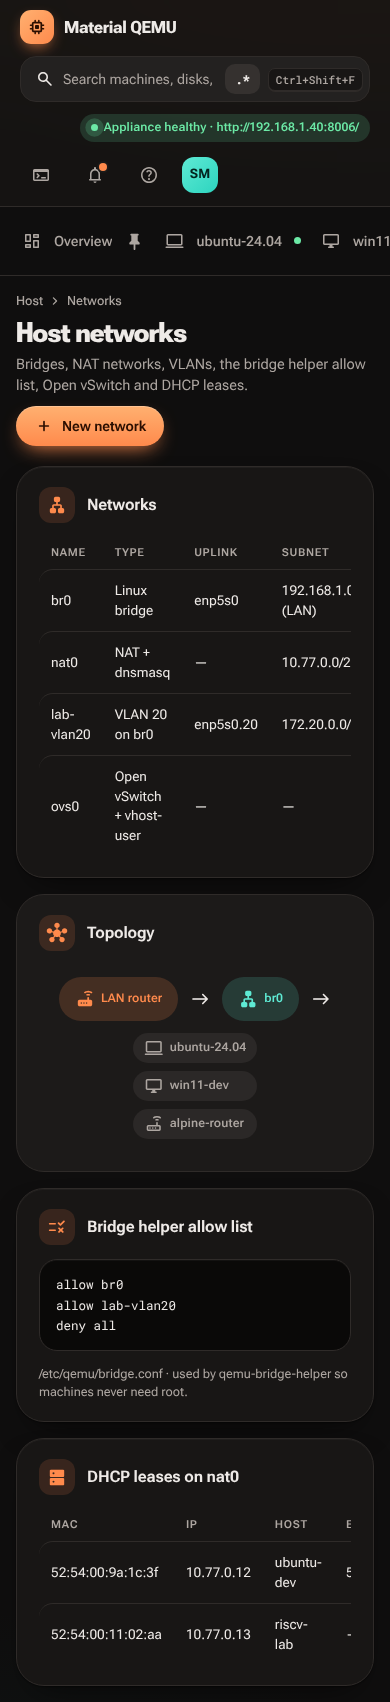 Material QEMU
Search machines, disks, .* Ctrl+Shift+F
Appliance healthy · http://192.168.1.40:8006/
SM
Overview ubuntu-24.04 win11
Host > Networks
Host networks
Bridges, NAT networks, VLANs, the bridge helper allow
list, Open vSwitch and DHCP leases.
+ New network
Networks
NAME TYPE UPLINK SUBNET
br0 Linux bridge enp5s0 192.168.1.0 (LAN)
nat0 NAT + dnsmasq — 10.77.0.0/2
lab-vlan20 VLAN 20 on br0 enp5s0.20 172.20.0.0/
ovs0 Open vSwitch + vhost-user — —
Topology
LAN router → br0 →
ubuntu-24.04
win11-dev
alpine-router
Bridge helper allow list
allow br0
allow lab-vlan20
deny all
/etc/qemu/bridge.conf · used by qemu-bridge-helper so
machines never need root.
DHCP leases on nat0
MAC IP HOST
52:54:00:9a:1c:3f 10.77.0.12 ubuntu-dev 5
52:54:00:11:02:aa 10.77.0.13 riscv-lab